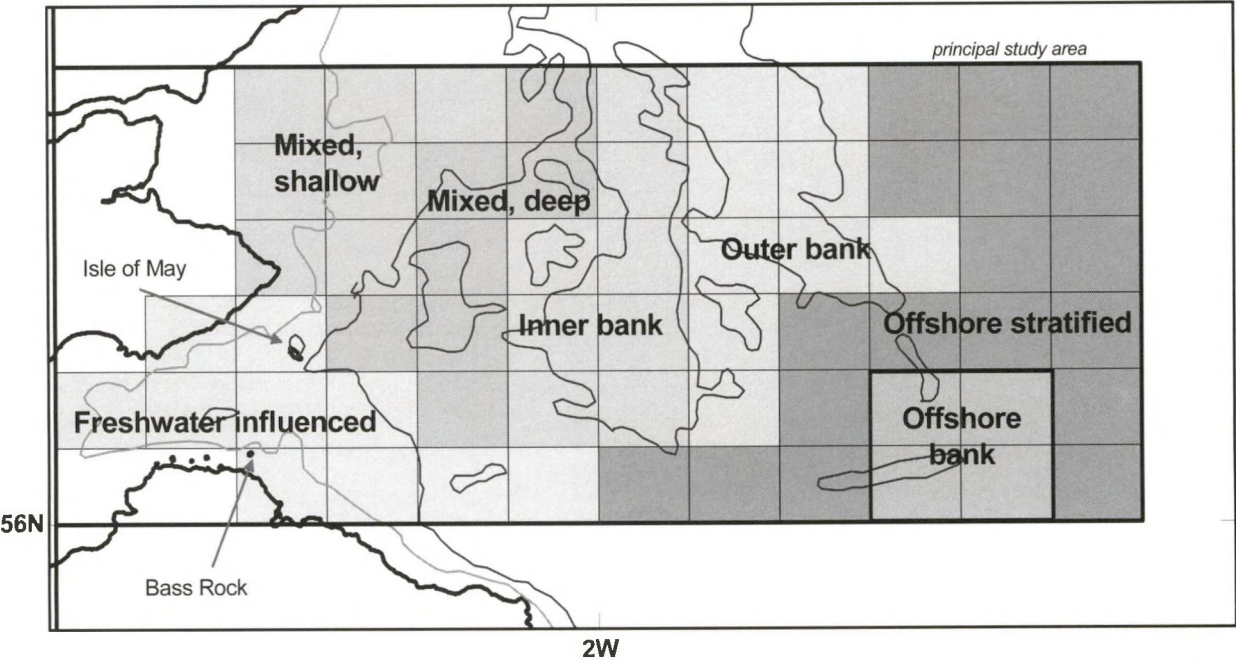 principal study area
Mixed,
shallow
Mixed, deep
Outer bank
Isle of May
Inner bank
Offshore stratified
Freshwater influenced
Offshore
bank
56N
Bass Rock
2W